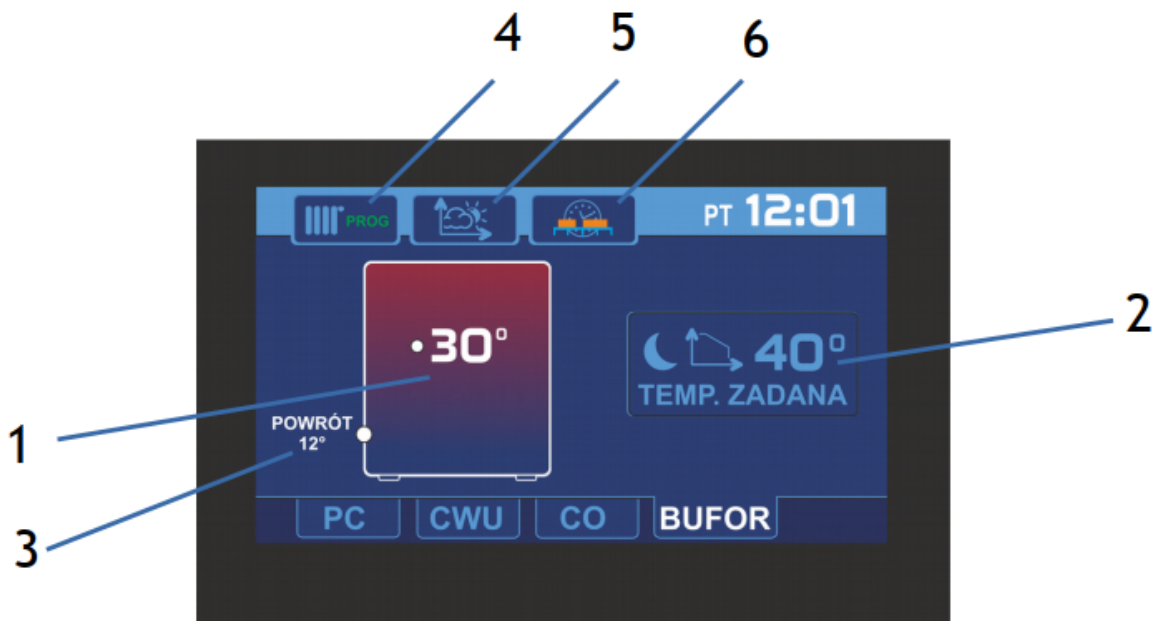 4 5 6
PROG
PT 12:01
30°
2
40°
TEMP. ZADANA
1
POWRÓT
12°
3
PC CWU CO BUFOR